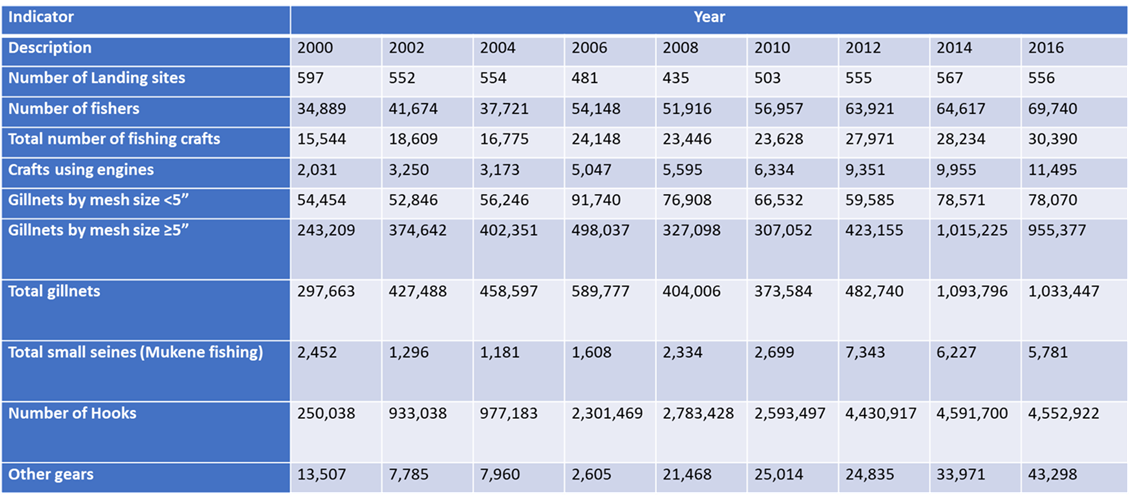 Indicator Year
Description 2000 2002 2004 2006 2008 2010 2012 2014 2016
Number of Landing sites 597 552 554 481 435 503 555 567 556
Number of fishers 34,889 41,674 37,721 54,148 51,916 56,957 63,921 64,617 69,740
Total number of fishing crafts 15,544 18,609 16,775 24,148 23,446 23,628 27,971 28,234 30,390
Crafts using engines 2,031 3,250 3,173 5,047 5,595 6,334 9,351 9,955 11,495
Gillnets by mesh size <5” 54,454 52,846 56,246 91,740 76,908 66,532 59,585 78,571 78,070
Gillnets by mesh size ≥5” 243,209 374,642 402,351 498,037 327,098 307,052 423,155 1,015,225 955,377
Total gillnets 297,663 427,488 458,597 589,777 404,006 373,584 482,740 1,093,796 1,033,447
Total small seines (Mukene fishing) 2,452 1,296 1,181 1,608 2,334 2,699 7,343 6,227 5,781
Number of Hooks 250,038 933,038 977,183 2,301,469 2,783,428 2,593,497 4,430,917 4,591,700 4,552,922
Other gears 13,507 7,785 7,960 2,605 21,468 25,014 24,835 33,971 43,298